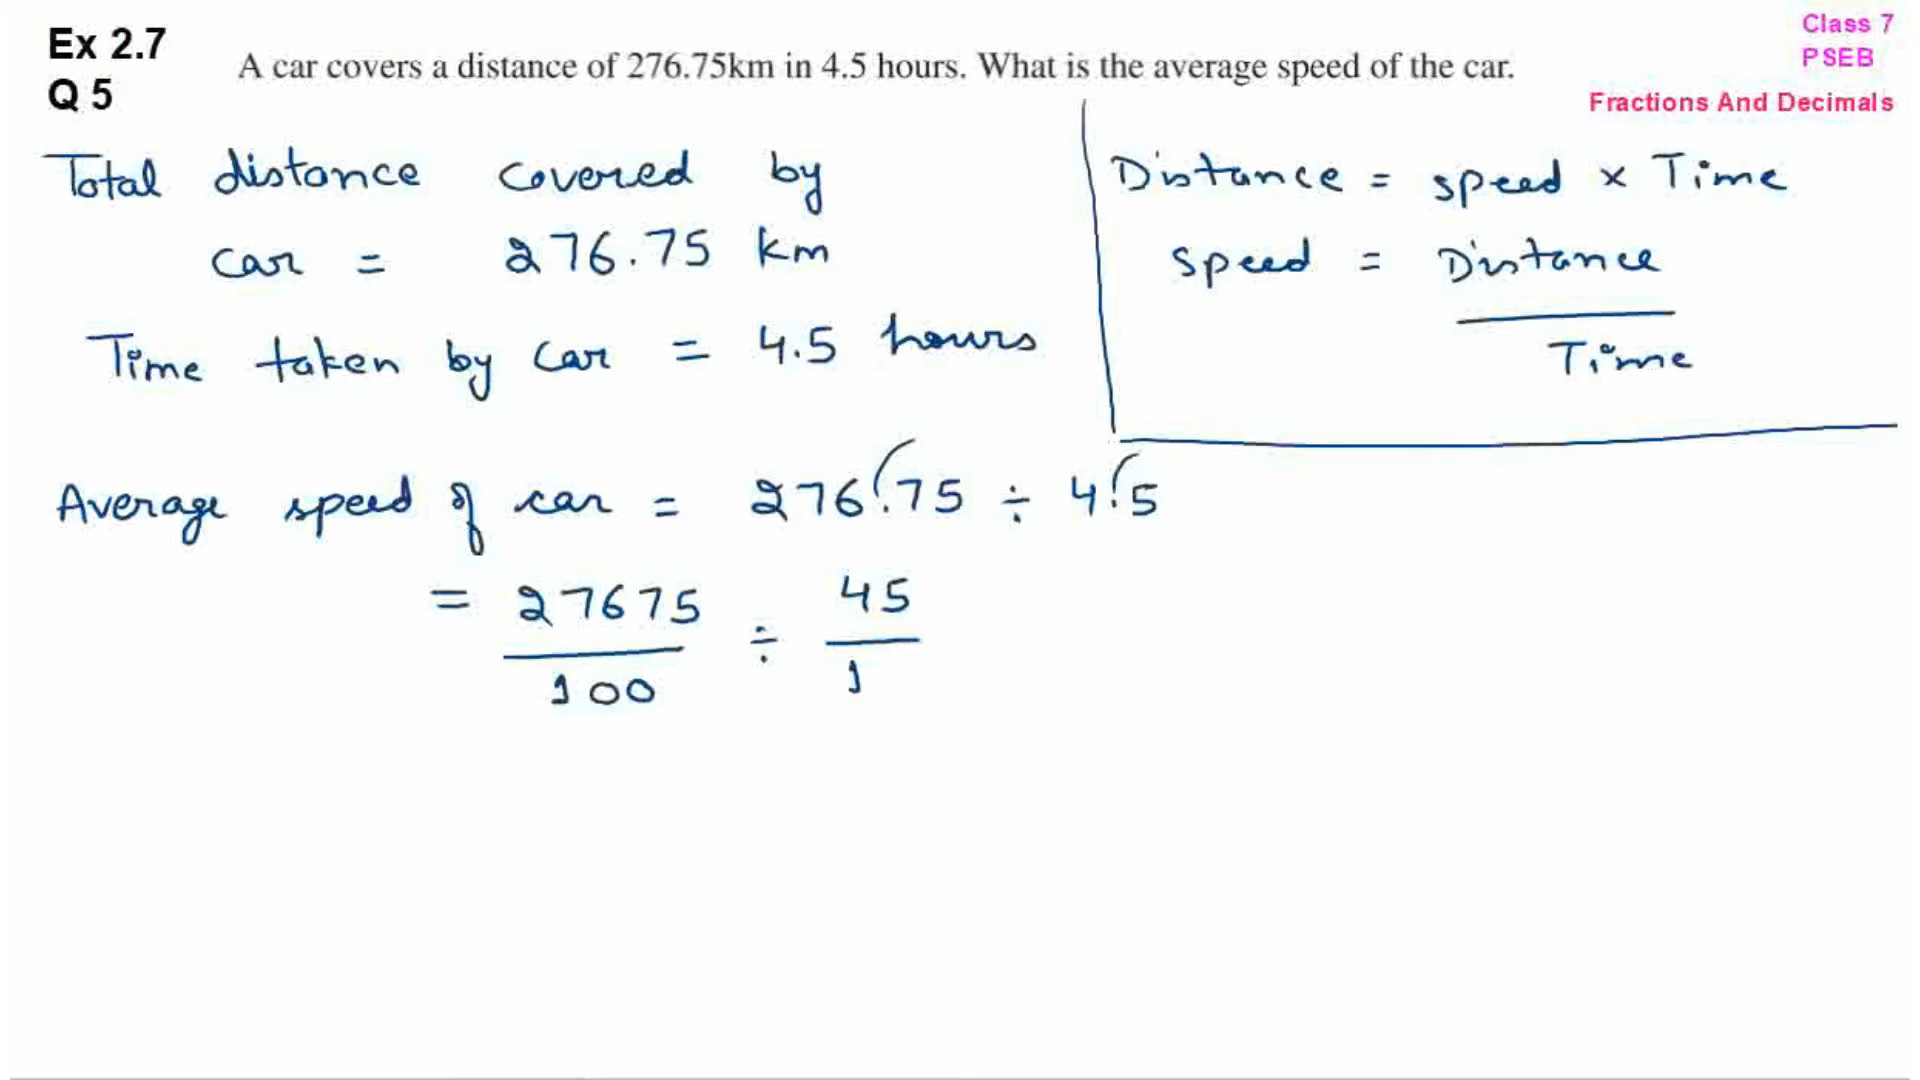 Ex 2.7
Q 5
A car covers a distance of 276.75km in 4.5 hours. What is the average speed of the car.
Class 7
PSEB
Fractions And Decimals
Total distance covered by
car = 276.75 km
Time taken by car = 4.5 hours
Distance = speed × Time
speed = Distance
Time
Average speed of car = 276.75 ÷ 4.5
= 27675 ÷ 45
100 1